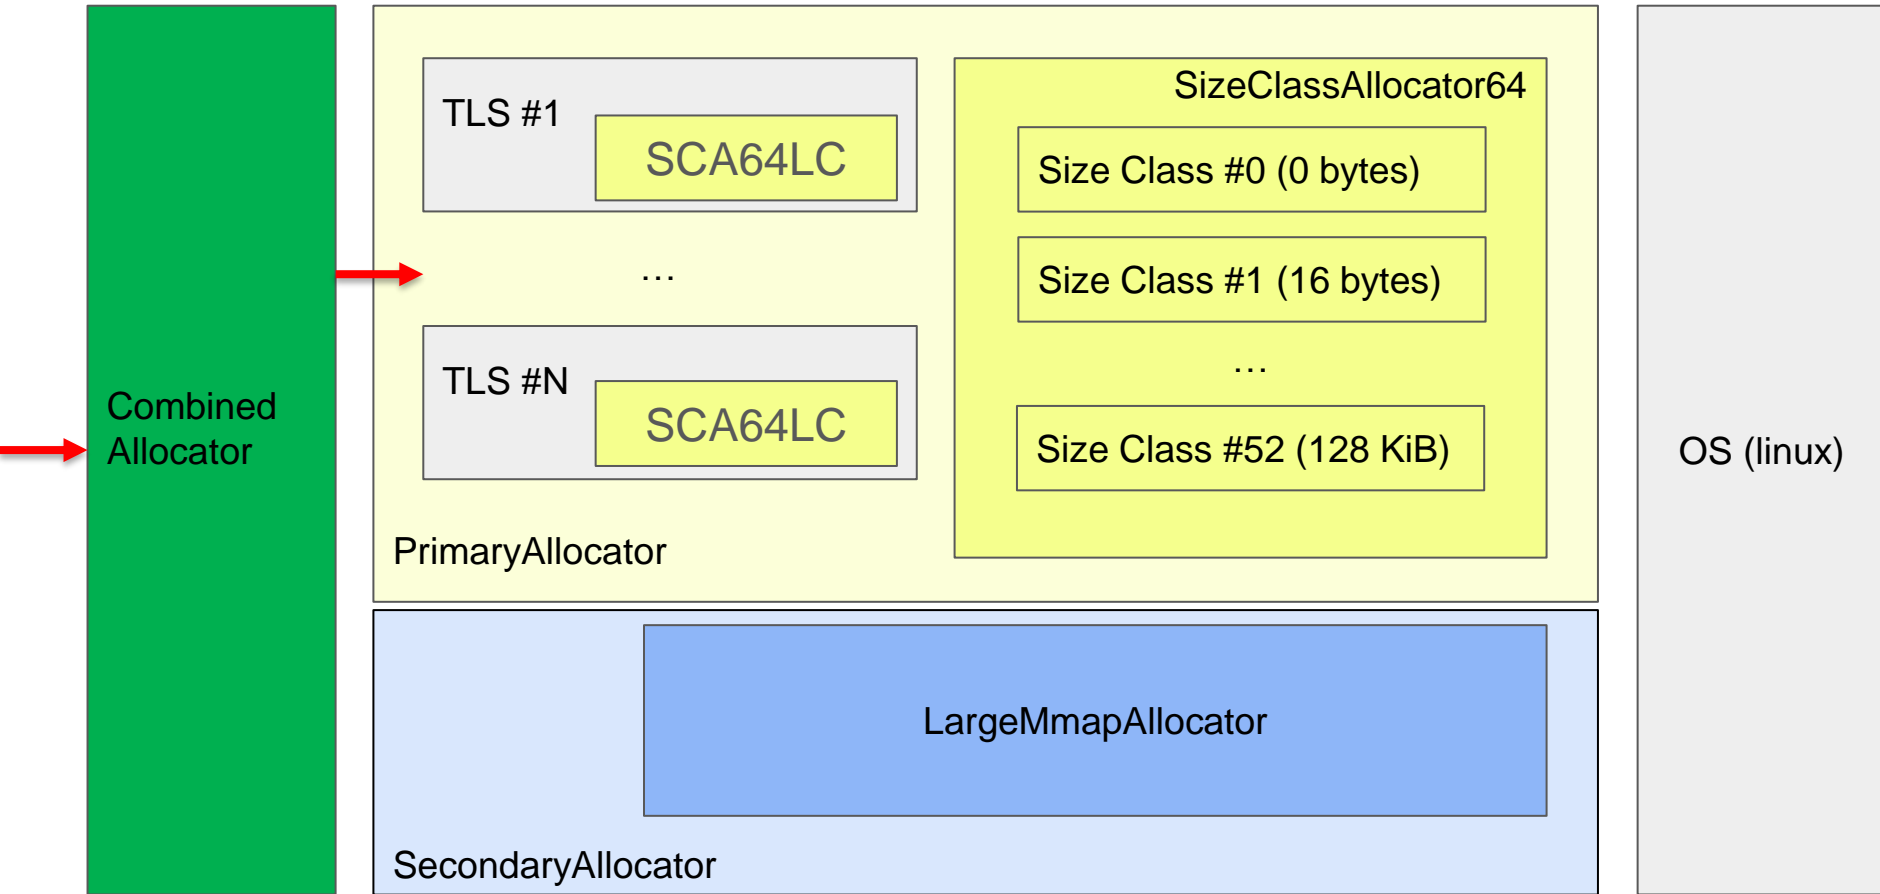 Combined
Allocator
TLS #1
SCA64LC
…
TLS #N
SCA64LC
PrimaryAllocator
SizeClassAllocator64
Size Class #0 (0 bytes)
Size Class #1 (16 bytes)
…
Size Class #52 (128 KiB)
LargeMmapAllocator
SecondaryAllocator
OS (linux)